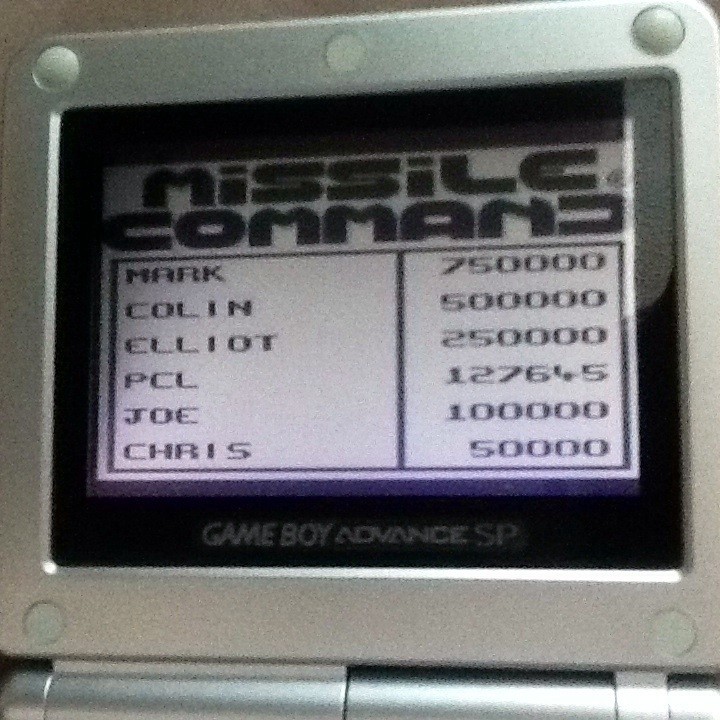 MISSILE
COMMAND
MARK 750000
COLIN 500000
ELLIOT 250000
PCL 127645
JOE 100000
CHRIS 50000
GAME BOY ADVANCE SP